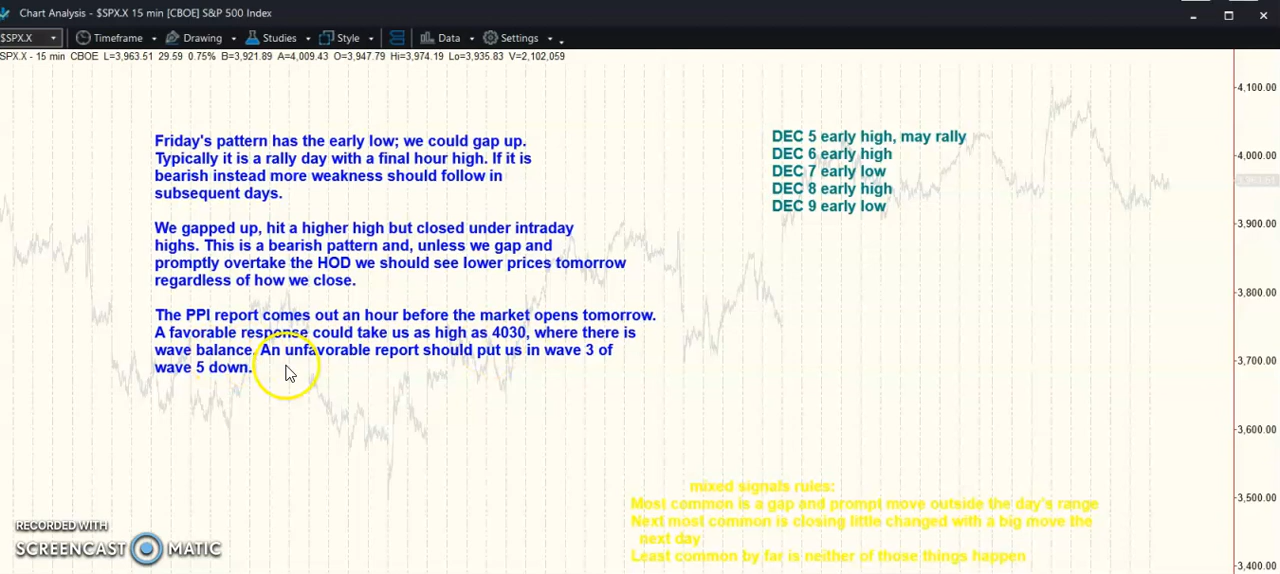 Chart Analysis - $SPX.X 15 min [CBOE] S&P 500 Index
$SPX.X Timeframe Drawing Studies Style Data Settings
SPX.X - 15 min CBOE L=3,963.51 29.59 0.75% B=3,921.89 A=4,009.43 O=3,947.79 Hi=3,974.19 Lo=3,935.83 V=2,102,059
Friday's pattern has the early low; we could gap up.
Typically it is a rally day with a final hour high. If it is
bearish instead more weakness should follow in
subsequent days.
We gapped up, hit a higher high but closed under intraday
highs. This is a bearish pattern and, unless we gap and
promptly overtake the HOD we should see lower prices tomorrow
regardless of how we close.
The PPI report comes out an hour before the market opens tomorrow.
A favorable response could take us as high as 4030, where there is
wave balance. An unfavorable report should put us in wave 3 of
wave 5 down.
DEC 5 early high, may rally
DEC 6 early high
DEC 7 early low
DEC 8 early high
DEC 9 early low
4,100.00
4,000.00
3,963.51
3,900.00
3,800.00
3,700.00
3,600.00
3,500.00
3,400.00
mixed signals rules:
Most common is a gap and prompt move outside the day's range
Next most common is closing little changed with a big move the
next day
Least common by far is neither of those things happen
RECORDED WITH
SCREENCAST MATIC